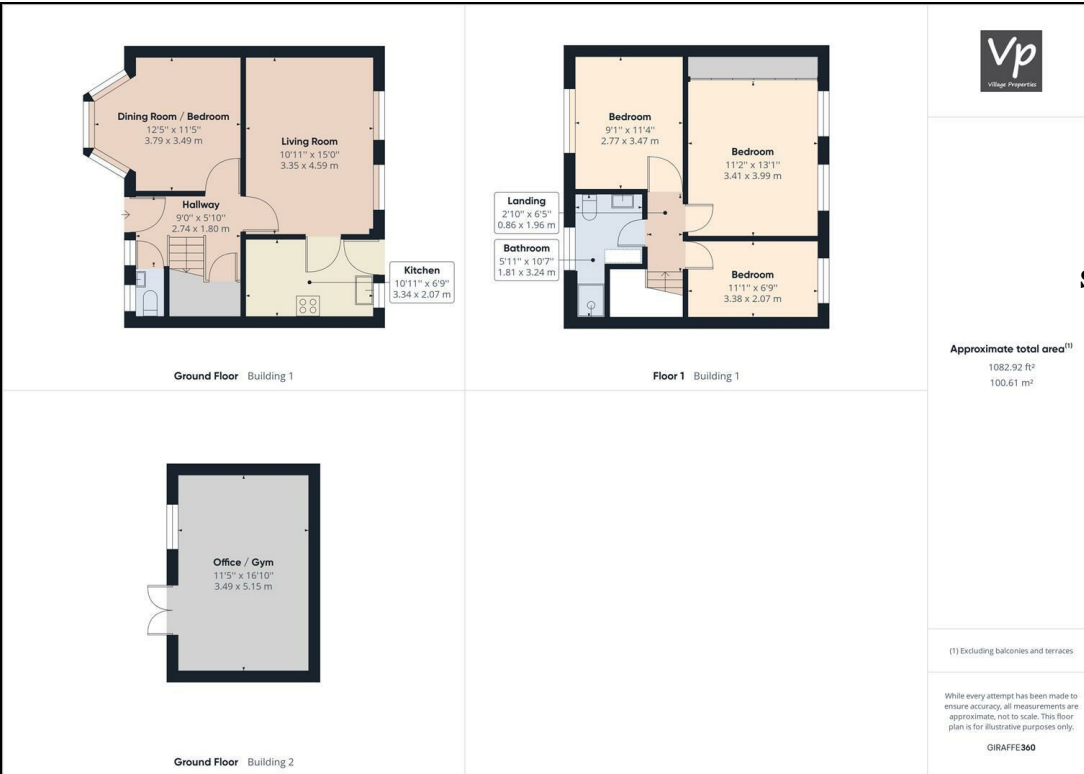 Dining Room / Bedroom
12'5" x 11'5"
3.79 x 3.49 m
Living Room
10'11" x 15'0"
3.35 x 4.59 m
Hallway
9'0" x 5'10"
2.74 x 1.80 m
Kitchen
10'11" x 6'9"
3.34 x 2.07 m
Ground Floor Building 1
Bedroom
9'1" x 11'4"
2.77 x 3.47 m
Bedroom
11'2" x 13'1"
3.41 x 3.99 m
Landing
2'10" x 6'5"
0.86 x 1.96 m
Bathroom
5'11" x 10'7"
1.81 x 3.24 m
Bedroom
11'1" x 6'9"
3.38 x 2.07 m
Floor 1 Building 1
Office / Gym
11'5" x 16'10"
3.49 x 5.15 m
Ground Floor Building 2
Vp
Village Properties
S
Approximate total area(1)
1082.92 ft²
100.61 m²
(1) Excluding balconies and terraces
While every attempt has been made to
ensure accuracy, all measurements are
approximate, not to scale. This floor
plan is for illustrative purposes only.
GIRAFFE360